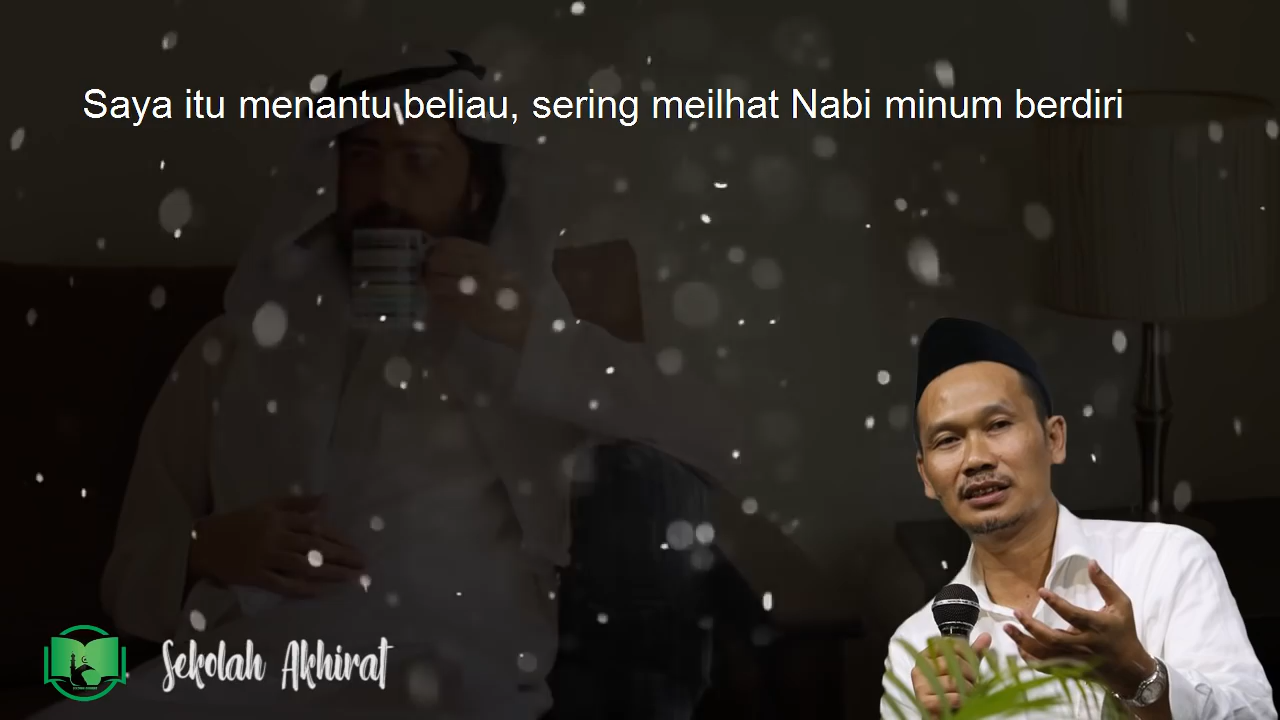 Saya itu menantu beliau, sering meilhat Nabi minum berdiri
Sekolah Akhirat